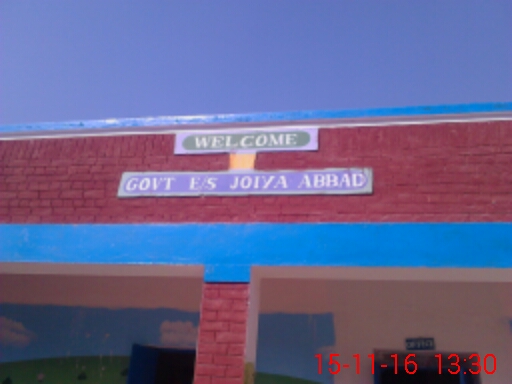 WELCOME
GOVT E/S JOIYA ABBAD
15-11-16 13:30